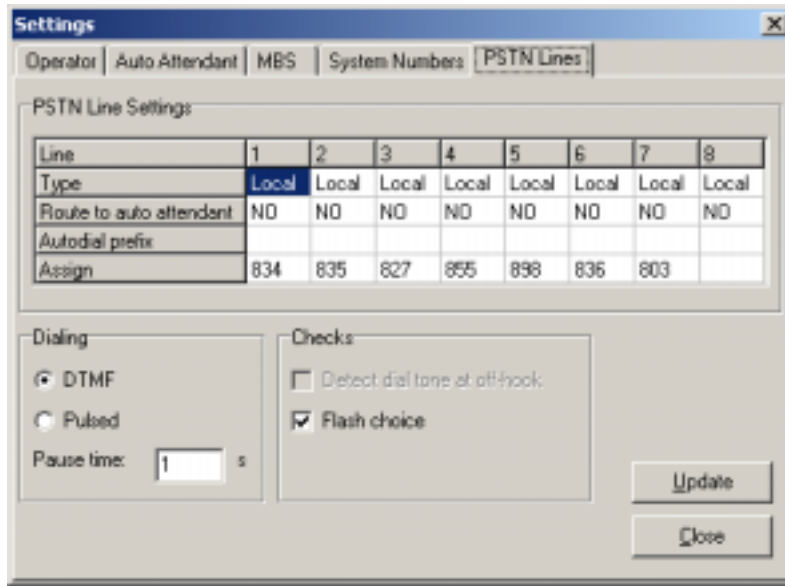 Settings
Operator Auto Attendant MBS System Numbers PSTN Lines
PSTN Line Settings
Line 1 2 3 4 5 6 7 8
Type Local Local Local Local Local Local Local Local
Route to auto attendant NO NO NO NO NO NO NO NO
Autodial prefix
Assign 834 835 827 855 898 836 803
Dialing Checks
DTMF Detect dial tone at off-hook
Pulsed Flash choice
Pause time: 1 s
Update
Close